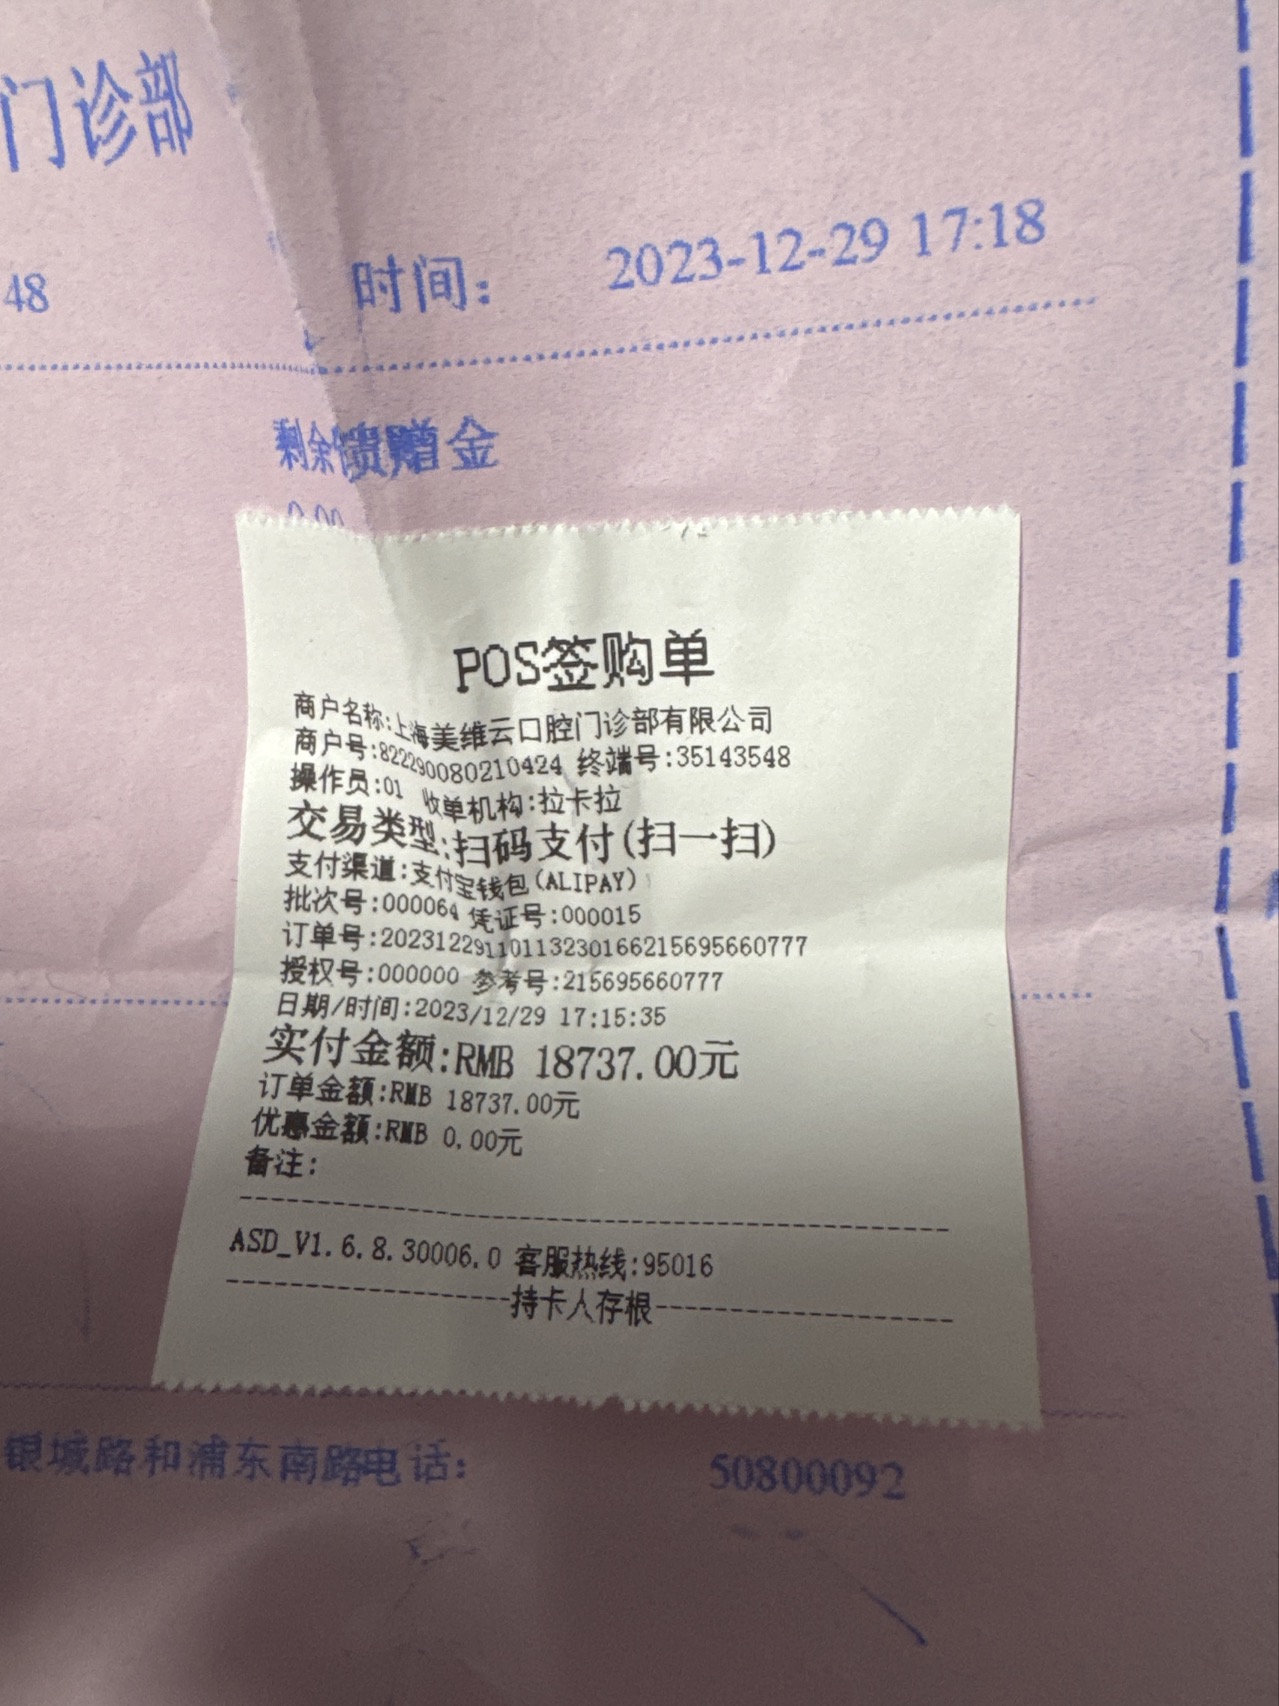 门诊部
48
时间： 2023-12-29 17:18
剩余馈赠金
0.00
POS签购单
商户名称:上海美维云口腔门诊部有限公司
商户号:822290080210424 终端号:35143548
操作员:01 收单机构:拉卡拉
交易类型:扫码支付(扫一扫)
支付渠道:支付宝钱包(ALIPAY)
批次号:000064 凭证号:000015
订单号:20231229110113230166215695660777
授权号:000000 参考号:215695660777
日期/时间:2023/12/29 17:15:35
实付金额:RMB 18737.00元
订单金额:RMB 18737.00元
优惠金额:RMB 0.00元
备注:
ASD_V1.6.8.30006.0 客服热线:95016
持卡人存根
银城路和浦东南路电话： 50800092